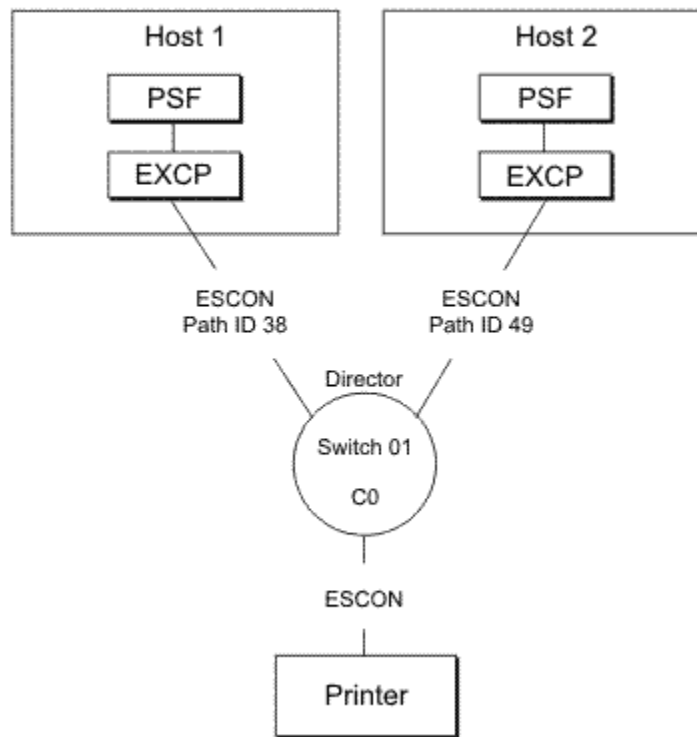 Host 1
Host 2
PSF
PSF
EXCP
EXCP
ESCON
Path ID 38
ESCON
Path ID 49
Director
Switch 01
C0
ESCON
Printer